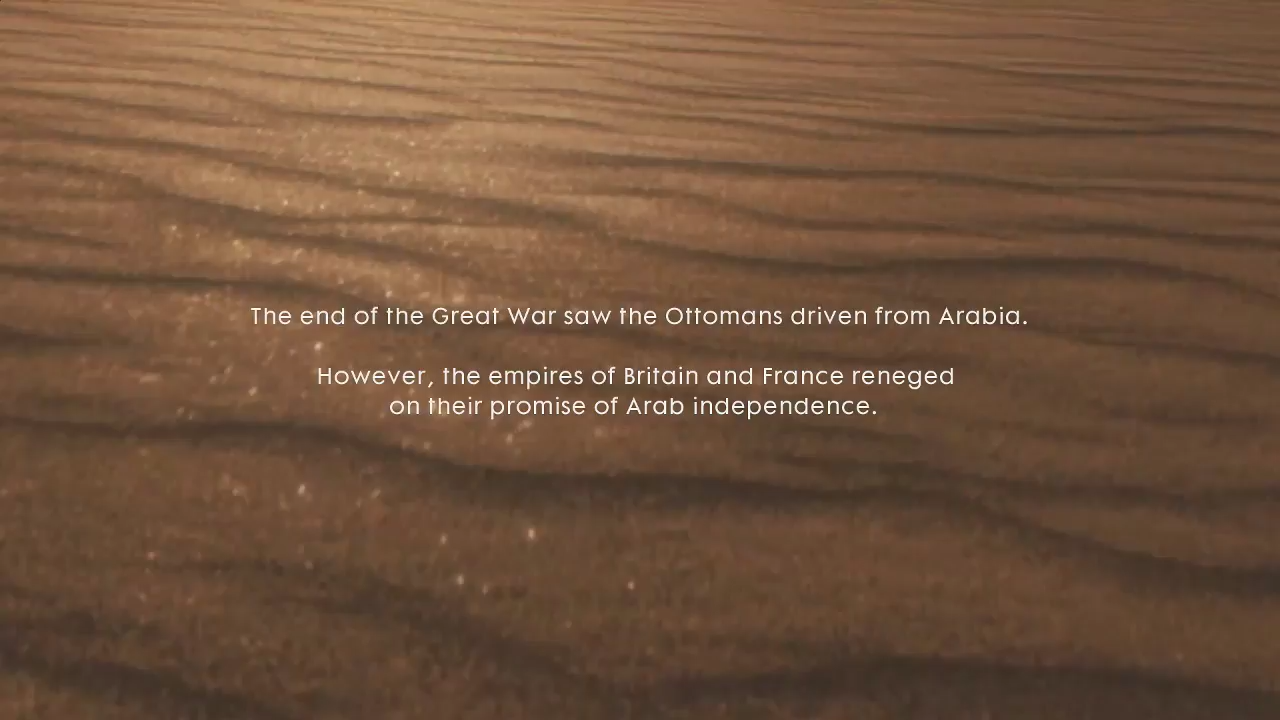 The end of the Great War saw the Ottomans driven from Arabia.
However, the empires of Britain and France reneged
on their promise of Arab independence.